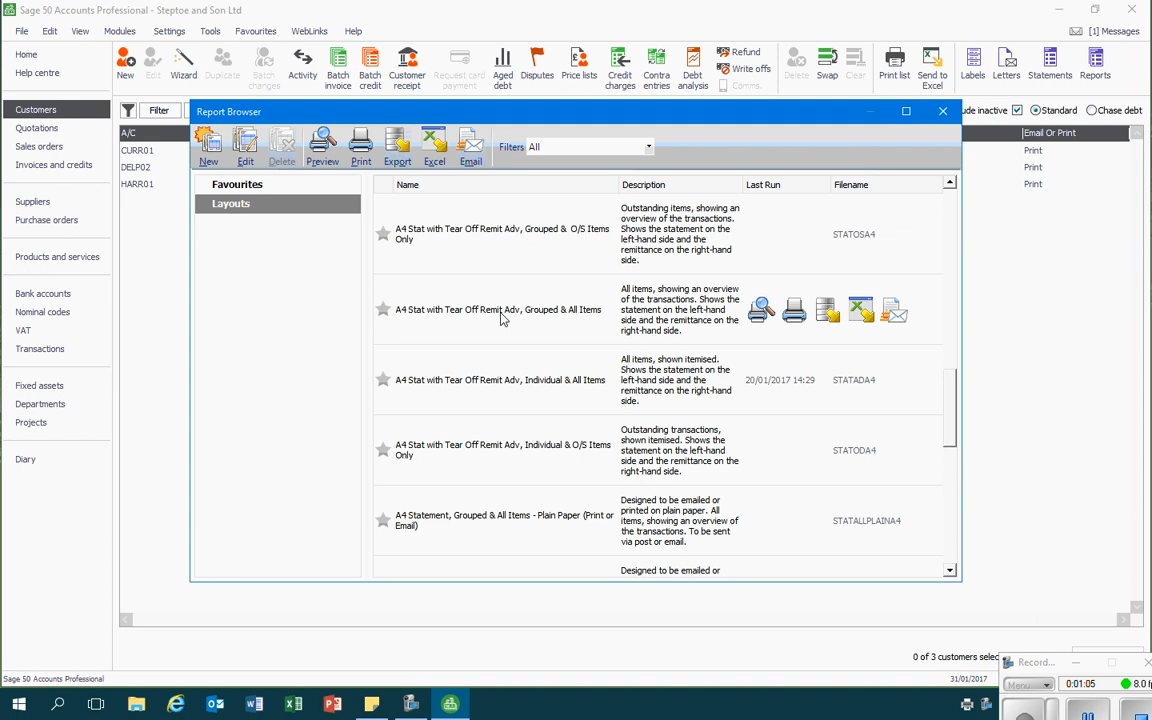 Sage 50 Accounts Professional - Steptoe and Son Ltd
File Edit View Modules Settings Tools Favourites WebLinks Help [1] Messages
Home
Help centre
New Edit Wizard Duplicate Batch changes Activity Batch invoice Batch credit Customer receipt Request card payment Aged debt Disputes Price lists Credit charges Contra entries Debt analysis Refund Write offs Comms. Delete Swap Clear Print list Send to Excel Labels Letters Statements Reports
Customers
Quotations
Sales orders
Invoices and credits
Suppliers
Purchase orders
Products and services
Bank accounts
Nominal codes
VAT
Transactions
Fixed assets
Departments
Projects
Diary
Filter
ude inactive Standard Chase debt
A/C Email Or Print
CURR01 Print
DELP02 Print
HARR01 Print
Report Browser
New Edit Delete Preview Print Export Excel Email Filters All
Favourites
Layouts
Name Description Last Run Filename
A4 Stat with Tear Off Remit Adv, Grouped & O/S Items
Only
Outstanding items, showing an
overview of the transactions.
Shows the statement on the
left-hand side and the
remittance on the right-hand
side.
STATOSA4
A4 Stat with Tear Off Remit Adv, Grouped & All Items
All items, showing an overview
of the transactions. Shows the
statement on the left-hand
side and the remittance on the
right-hand side.
A4 Stat with Tear Off Remit Adv, Individual & All Items
All items, shown itemised.
Shows the statement on the
left-hand side and the
remittance on the right-hand
side.
20/01/2017 14:29
STATADA4
A4 Stat with Tear Off Remit Adv, Individual & O/S Items
Only
Outstanding transactions,
shown itemised. Shows the
statement on the left-hand
side and the remittance on the
right-hand side.
STATODA4
A4 Statement, Grouped & All Items - Plain Paper (Print or
Email)
Designed to be emailed or
printed on plain paper. All
items, showing an overview of
the transactions. To be sent
via post or email.
STATALLPLAINA4
Designed to be emailed or
0 of 3 customers selec
Sage 50 Accounts Professional
31/01/2017
Record...
Menu 0:01:05 8.0 f